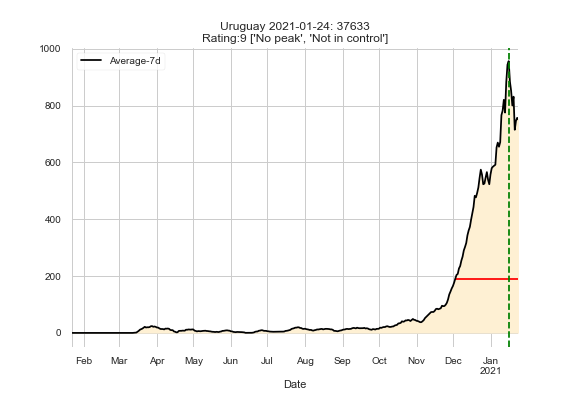 Uruguay 2021-01-24: 37633
Rating:9 ['No peak', 'Not in control']
1000
Average-7d
800
600
400
200
0
Feb Mar Apr May Jun Jul Aug Sep Oct Nov Dec Jan
2021
Date